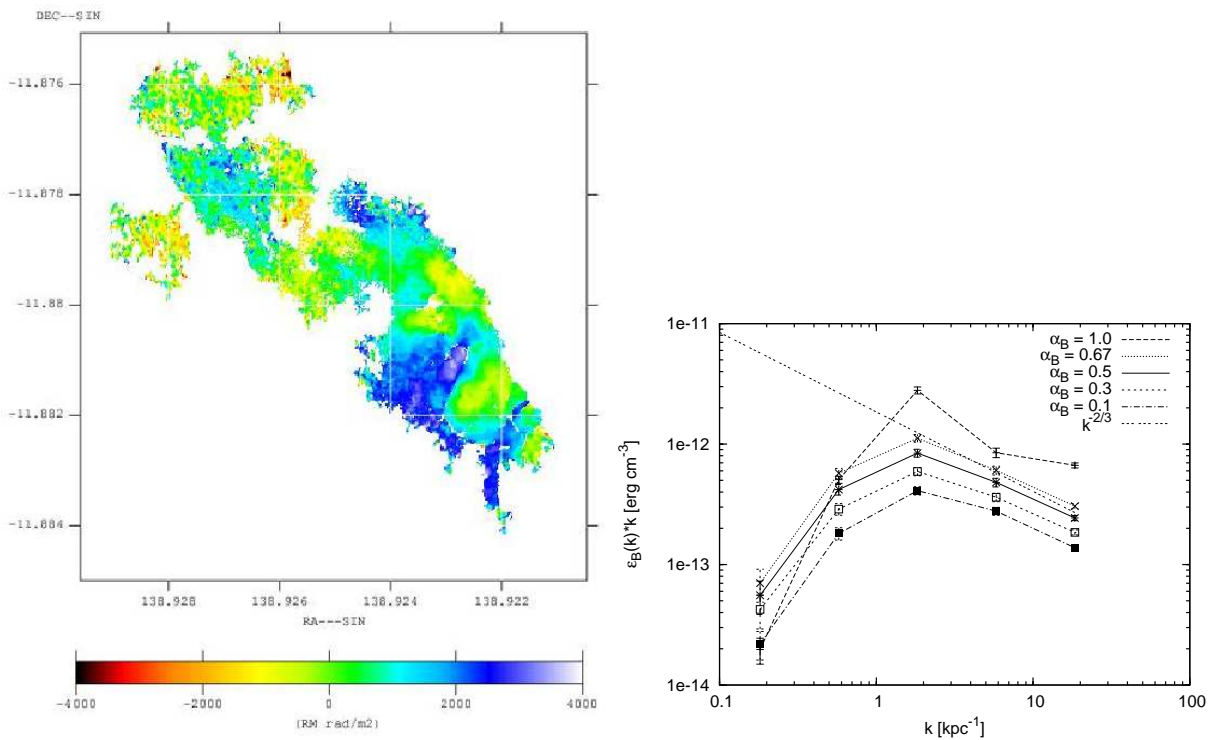 DEC--SIN
-11.876
-11.878
-11.88
-11.882
-11.884
138.928 138.926 138.924 138.922
RA---SIN
-4000 -2000 0 2000 4000
(RM rad/m2)
1e-11
1e-12
1e-13
1e-14
ε_B(k)*k [erg cm⁻³]
α_B = 1.0
α_B = 0.67
α_B = 0.5
α_B = 0.3
α_B = 0.1
k^-2/3
0.1 1 10 100
k [kpc⁻¹]